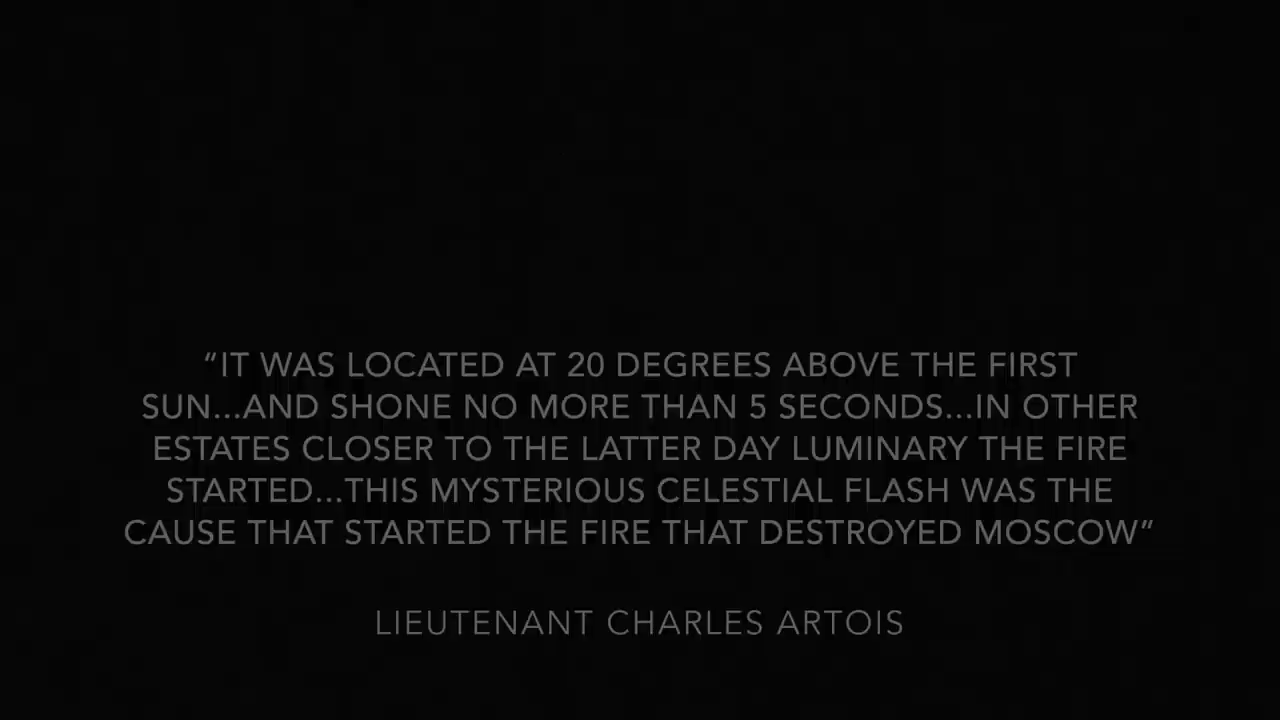 “IT WAS LOCATED AT 20 DEGREES ABOVE THE FIRST
SUN...AND SHONE NO MORE THAN 5 SECONDS...IN OTHER
ESTATES CLOSER TO THE LATTER DAY LUMINARY THE FIRE
STARTED...THIS MYSTERIOUS CELESTIAL FLASH WAS THE
CAUSE THAT STARTED THE FIRE THAT DESTROYED MOSCOW”
LIEUTENANT CHARLES ARTOIS